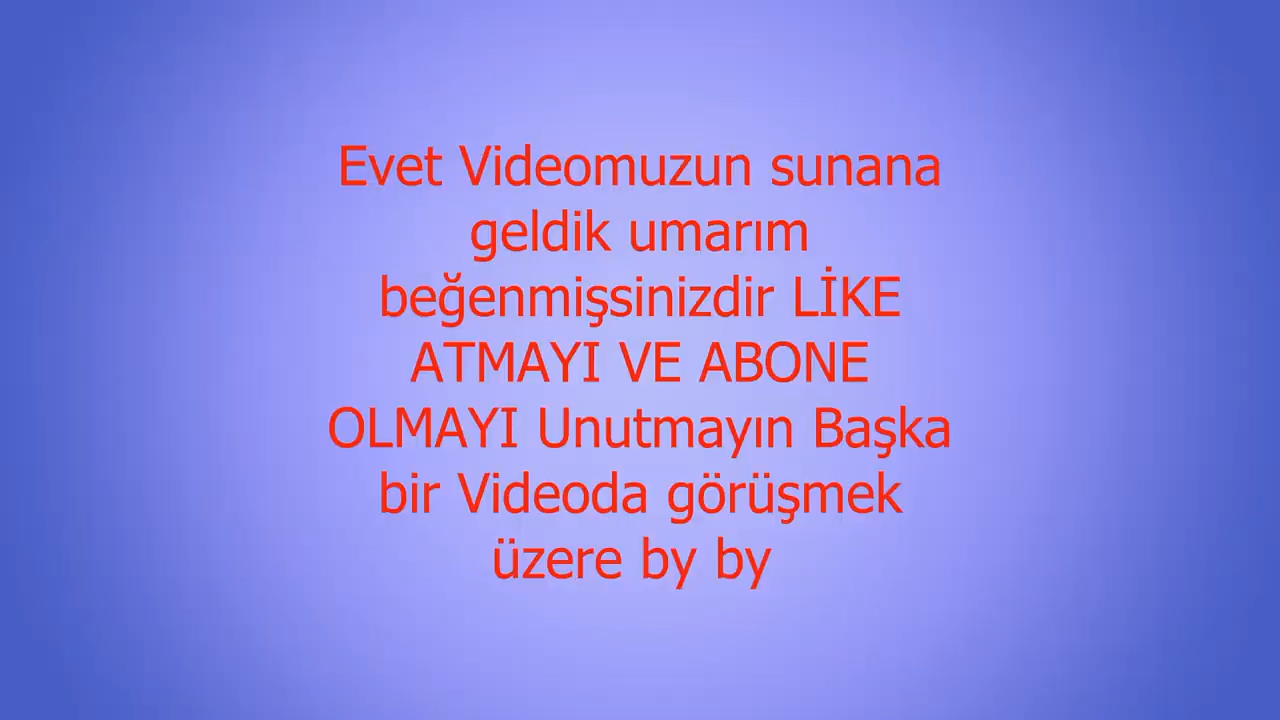 Evet Videomuzun sunana
geldik umarım
beğenmişsinizdir LİKE
ATMAYI VE ABONE
OLMAYI Unutmayın Başka
bir Videoda görüşmek
üzere by by